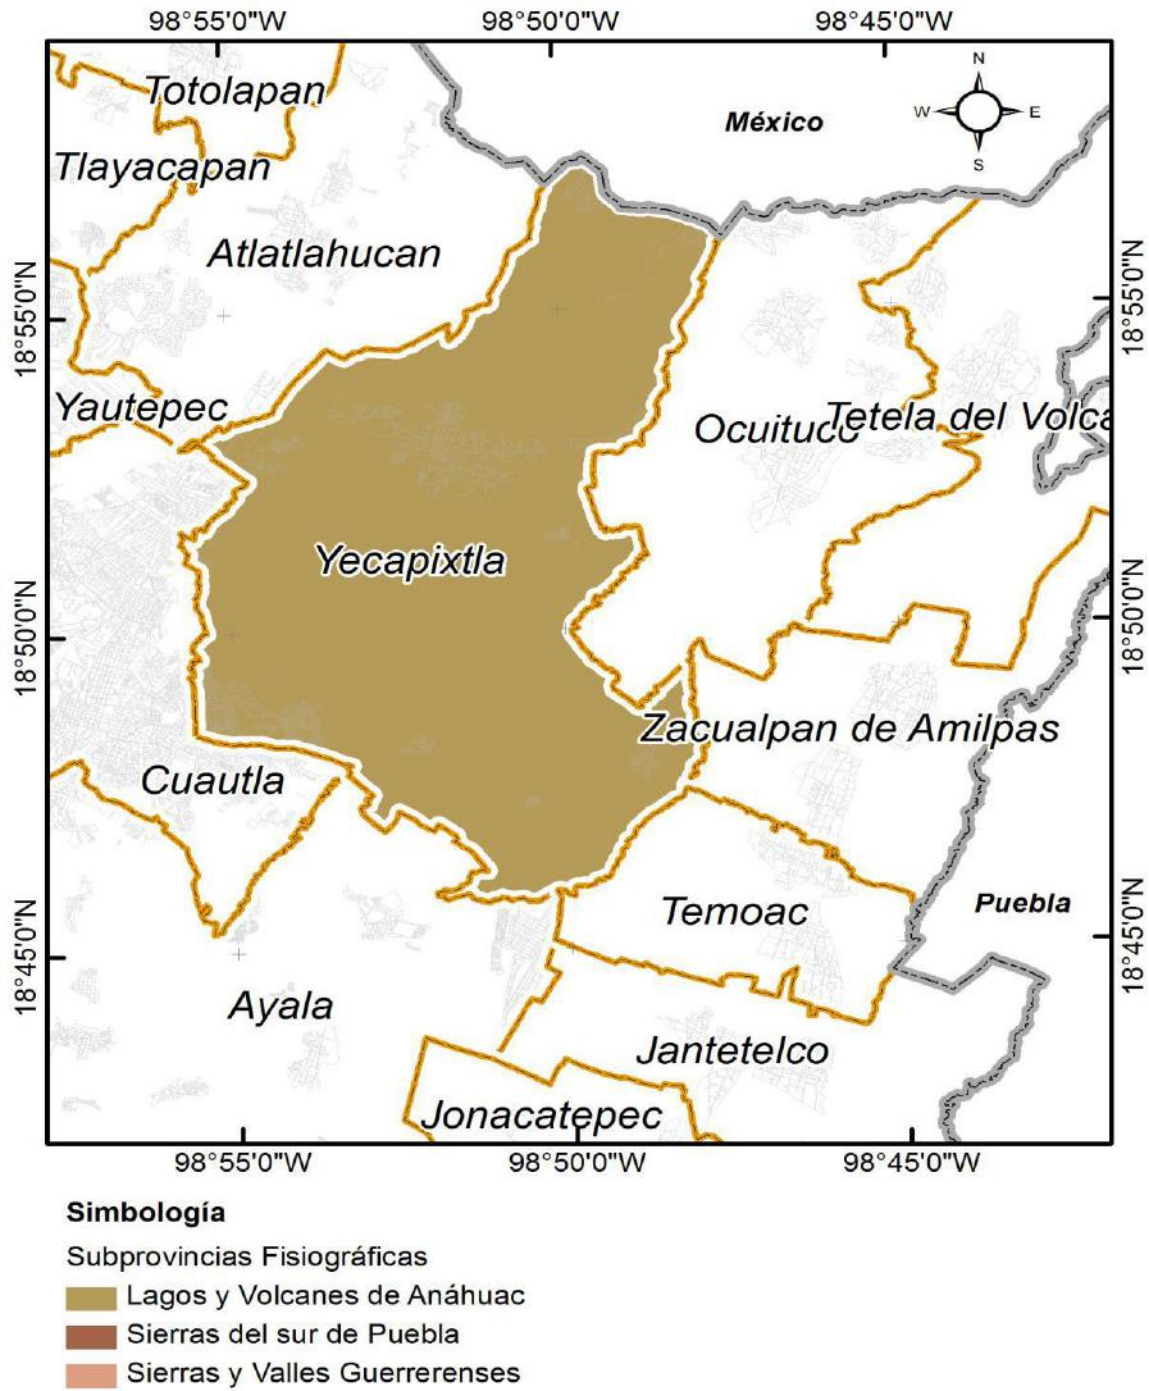 98°55'0"W 98°50'0"W 98°45'0"W
N
W E
S
Totolapan
México
Tlayacapan
Atlatlahucan
18°55'0"N
18°55'0"N
Yautepec
Ocuituco
Tetela del Volca
Yecapixtla
18°50'0"N
18°50'0"N
Zacualpan de Amilpas
Cuautla
Temoac
Puebla
18°45'0"N
18°45'0"N
Ayala
Jantetelco
Jonacatepec
98°55'0"W 98°50'0"W 98°45'0"W
Simbología
Subprovincias Fisiográficas
Lagos y Volcanes de Anáhuac
Sierras del sur de Puebla
Sierras y Valles Guerrerenses